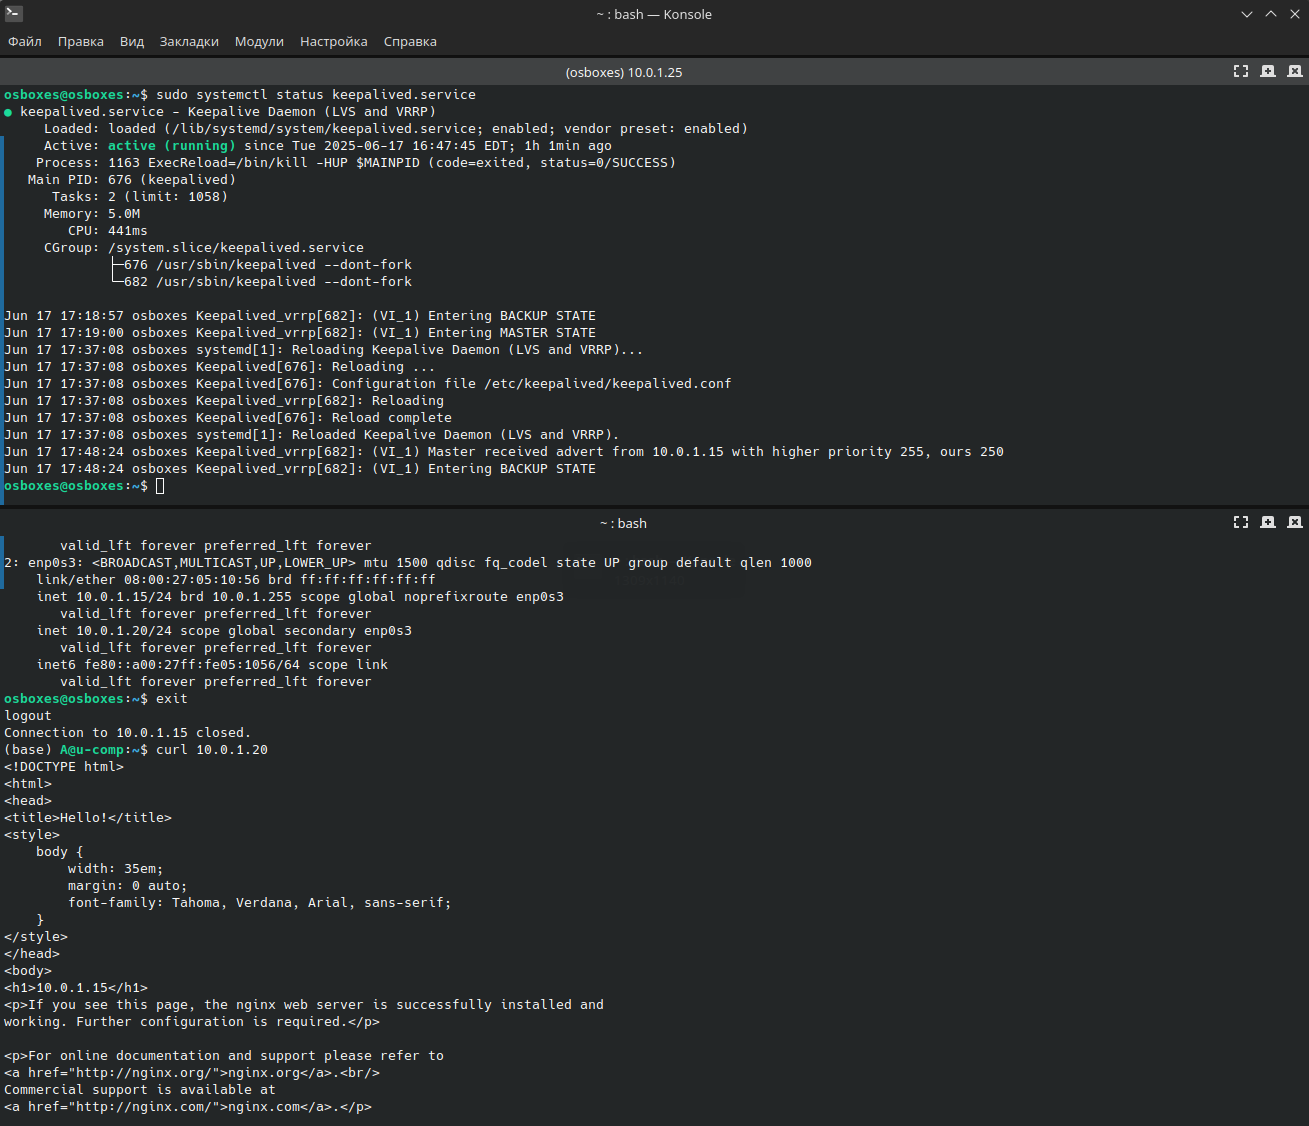 ~ : bash — Konsole
Файл Правка Вид Закладки Модули Настройка Справка
(osboxes) 10.0.1.25
osboxes@osboxes:~$ sudo systemctl status keepalived.service
● keepalived.service - Keepalive Daemon (LVS and VRRP)
     Loaded: loaded (/lib/systemd/system/keepalived.service; enabled; vendor preset: enabled)
     Active: active (running) since Tue 2025-06-17 16:47:45 EDT; 1h 1min ago
    Process: 1163 ExecReload=/bin/kill -HUP $MAINPID (code=exited, status=0/SUCCESS)
   Main PID: 676 (keepalived)
      Tasks: 2 (limit: 1058)
     Memory: 5.0M
        CPU: 441ms
     CGroup: /system.slice/keepalived.service
             ├─676 /usr/sbin/keepalived --dont-fork
             └─682 /usr/sbin/keepalived --dont-fork
Jun 17 17:18:57 osboxes Keepalived_vrrp[682]: (VI_1) Entering BACKUP STATE
Jun 17 17:19:00 osboxes Keepalived_vrrp[682]: (VI_1) Entering MASTER STATE
Jun 17 17:37:08 osboxes systemd[1]: Reloading Keepalive Daemon (LVS and VRRP)...
Jun 17 17:37:08 osboxes Keepalived[676]: Reloading ...
Jun 17 17:37:08 osboxes Keepalived[676]: Configuration file /etc/keepalived/keepalived.conf
Jun 17 17:37:08 osboxes Keepalived_vrrp[682]: Reloading
Jun 17 17:37:08 osboxes Keepalived[676]: Reload complete
Jun 17 17:37:08 osboxes systemd[1]: Reloaded Keepalive Daemon (LVS and VRRP).
Jun 17 17:48:24 osboxes Keepalived_vrrp[682]: (VI_1) Master received advert from 10.0.1.15 with higher priority 255, ours 250
Jun 17 17:48:24 osboxes Keepalived_vrrp[682]: (VI_1) Entering BACKUP STATE
osboxes@osboxes:~$
~ : bash
       valid_lft forever preferred_lft forever
2: enp0s3: <BROADCAST,MULTICAST,UP,LOWER_UP> mtu 1500 qdisc fq_codel state UP group default qlen 1000
    link/ether 08:00:27:05:10:56 brd ff:ff:ff:ff:ff:ff
    inet 10.0.1.15/24 brd 10.0.1.255 scope global noprefixroute enp0s3
       valid_lft forever preferred_lft forever
    inet 10.0.1.20/24 scope global secondary enp0s3
       valid_lft forever preferred_lft forever
    inet6 fe80::a00:27ff:fe05:1056/64 scope link
       valid_lft forever preferred_lft forever
osboxes@osboxes:~$ exit
logout
Connection to 10.0.1.15 closed.
(base) A@u-comp:~$ curl 10.0.1.20
<!DOCTYPE html>
<html>
<head>
<title>Hello!</title>
<style>
    body {
        width: 35em;
        margin: 0 auto;
        font-family: Tahoma, Verdana, Arial, sans-serif;
    }
</style>
</head>
<body>
<h1>10.0.1.15</h1>
<p>If you see this page, the nginx web server is successfully installed and
working. Further configuration is required.</p>
<p>For online documentation and support please refer to
<a href="http://nginx.org/">nginx.org</a>.<br/>
Commercial support is available at
<a href="http://nginx.com/">nginx.com</a>.</p>